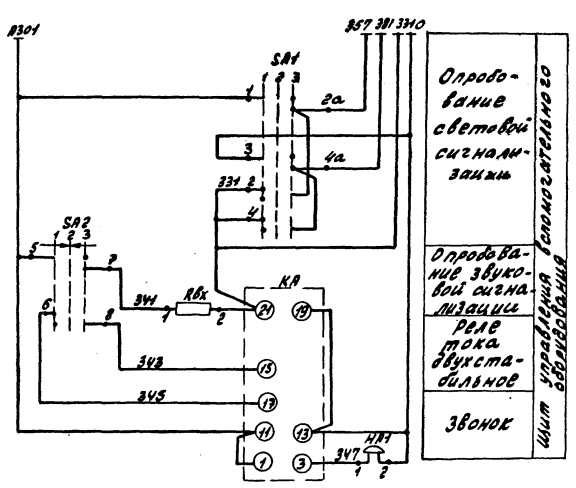 А301
357
381
331
0
SA1
1 2 3
1
2а
3
4а
331
2
4
SA2
1 2 3
5
7
6
8
341
1
Rвх
2
343
345
КА
21
19
15
17
11
13
1
3
347
НА1
1
2
Опробо-
вание
световой
сигнали-
зации
Опробова-
ние звуко-
вой сигна-
лизации
Реле
тока
двухста-
бильное
Звонок
Щит управления вспомогательного
оборудования